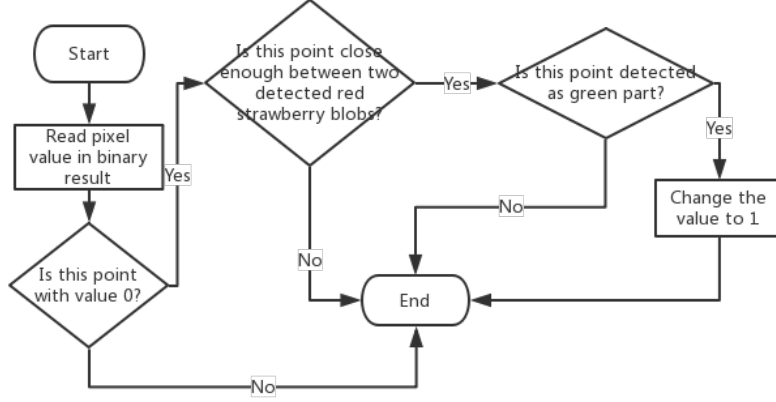 Start
Read pixel
value in binary
result
Is this point
with value 0?
Yes
No
Is this point close
enough between two
detected red
strawberry blobs?
Yes
No
Is this point detected
as green part?
Yes
No
Change the
value to 1
End